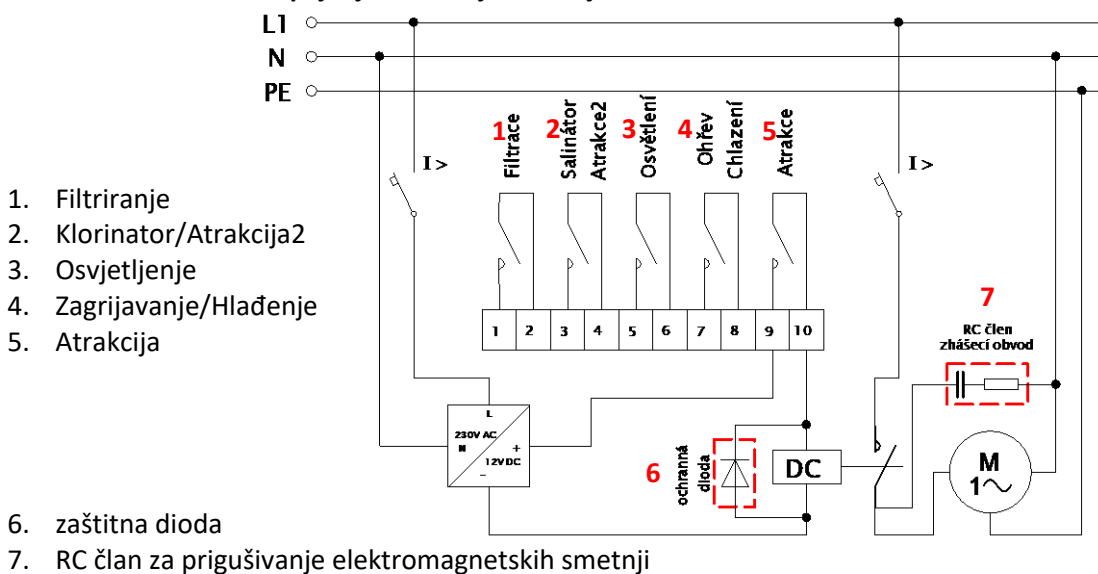 L1
N
PE
1 Filtrace
2 Salinátor
Atrakce2
3 Osvětlení
4 Ohřev
Chlazení
5 Atrakce
I >
I >
1. Filtriranje
2. Klorinator/Atrakcija2
3. Osvjetljenje
4. Zagrijavanje/Hlađenje
5. Atrakcija
1 2 3 4 5 6 7 8 9 10
7
RC člen
zhášecí obvod
L
230V AC
N
+
12V DC
−
6
ochranná
dioda
DC
M
1~
6. zaštitna dioda
7. RC član za prigušivanje elektromagnetskih smetnji